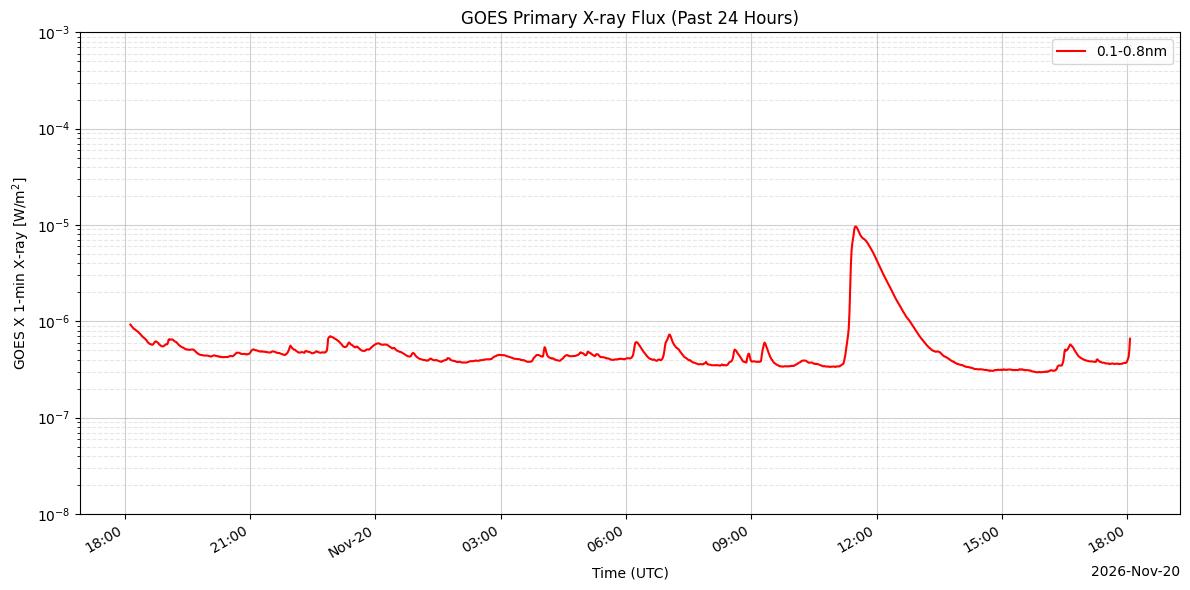 GOES Primary X-ray Flux (Past 24 Hours)
0.1-0.8nm
GOES X 1-min X-ray [W/m²]
10⁻³
10⁻⁴
10⁻⁵
10⁻⁶
10⁻⁷
10⁻⁸
18:00
21:00
Nov-20
03:00
06:00
09:00
12:00
15:00
18:00
Time (UTC)
2026-Nov-20